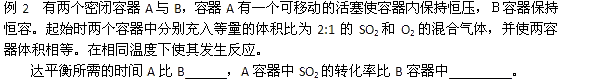 例 2 有两个密闭容器 A 与 B，容器 A 有一个可移动的活塞使容器内保持恒压，B容器保持
恒容。起始时两个容器中分别充入等量的体积比为 2:1 的 SO₂ 和 O₂ 的混合气体，并使两容
器体积相等。在相同温度下使其发生反应。
达平衡所需的时间 A 比 B______，A 容器中 SO₂ 的转化率比 B 容器中________。